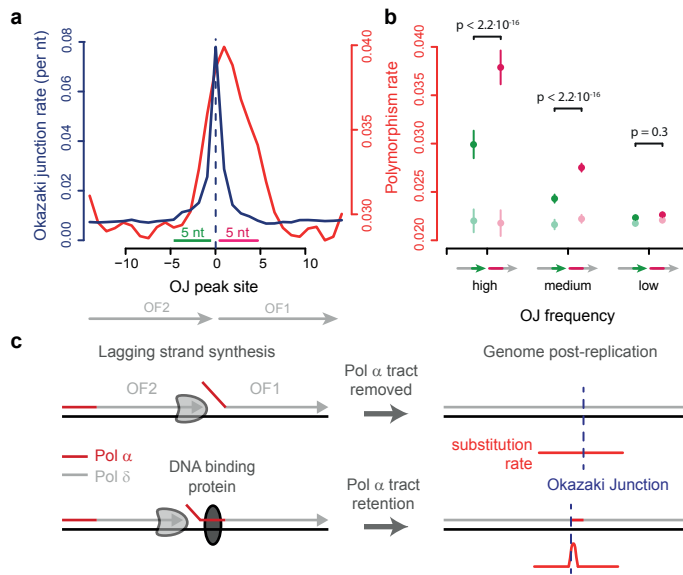 a
Okazaki junction rate (per nt)
0.08
0.06
0.04
0.02
0.00
0.040
0.035
0.030
5 nt
5 nt
−10
−5
0
5
10
OJ peak site
OF2
OF1
b
Polymorphism rate
0.040
0.035
0.030
0.025
0.020
p < 2.2·10-16
p < 2.2·10-16
p = 0.3
high
medium
low
OJ frequency
c
Lagging strand synthesis
OF2
OF1
Pol α
Pol δ
DNA binding
protein
Pol α tract
removed
Pol α tract
retention
Genome post-replication
substitution
rate
Okazaki Junction